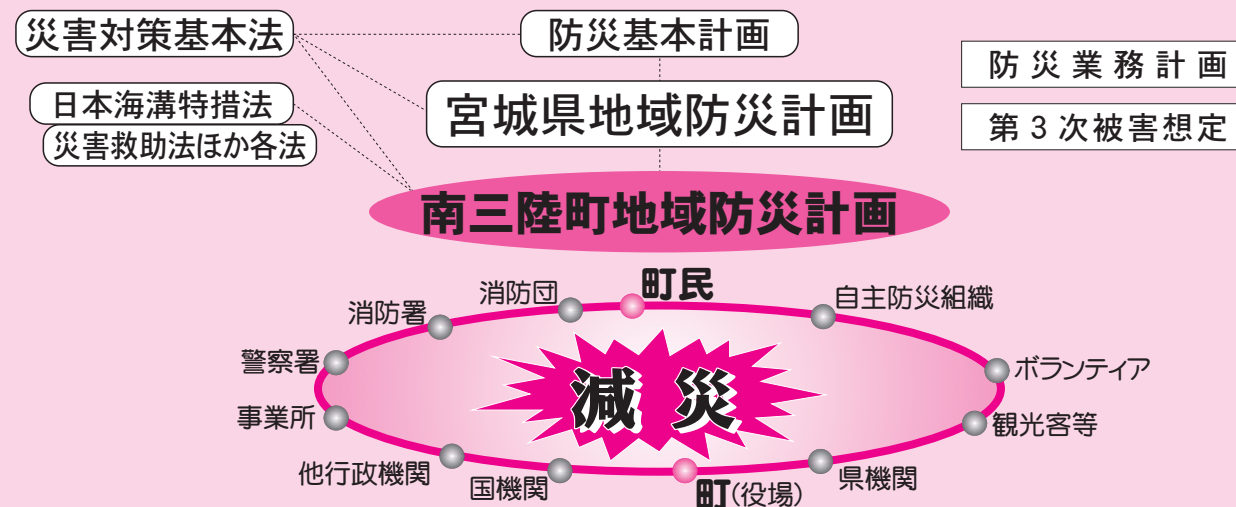 災害対策基本法
防災基本計画
防災業務計画
日本海溝特措法
宮城県地域防災計画
第3次被害想定
災害救助法ほか各法
南三陸町地域防災計画
消防団
町民
自主防災組織
消防署
警察署
ボランティア
減災
事業所
観光客等
他行政機関
国機関
町(役場)
県機関